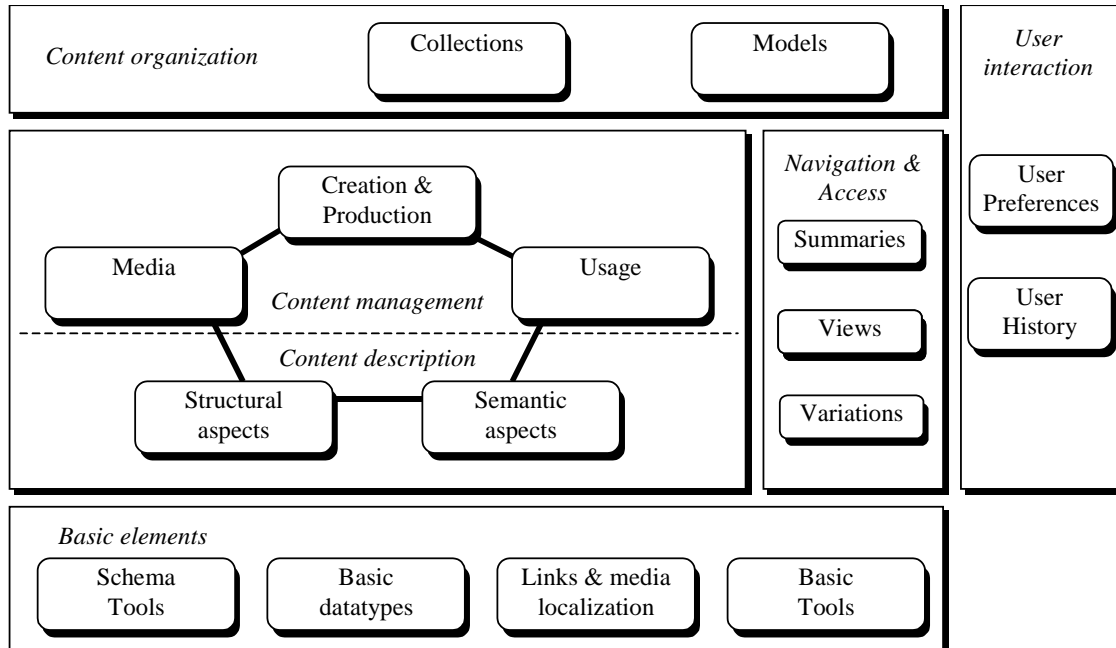 Content organization
Collections
Models
User
interaction
User
Preferences
User
History
Creation &
Production
Media
Usage
Content management
Content description
Structural
aspects
Semantic
aspects
Navigation &
Access
Summaries
Views
Variations
Basic elements
Schema
Tools
Basic
datatypes
Links & media
localization
Basic
Tools